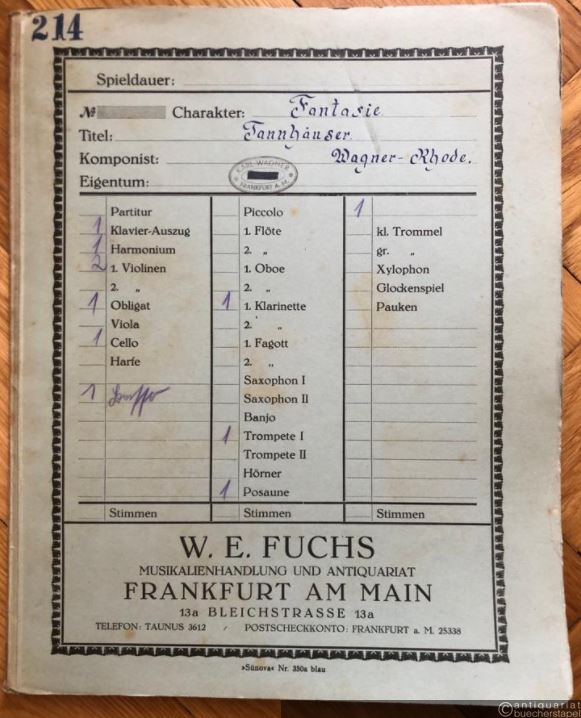 214
Spieldauer:
№ Charakter: Fantasie
Titel: Tannhäuser.
Komponist: Wagner-Rhode.
Eigentum: CARL WAGNER FRANKFURT A. M.
Partitur
1 Klavier-Auszug
1 Harmonium
2 1. Violinen
2. „
1 Obligat
Viola
1 Cello
Harfe
1
Stimmen
Piccolo
1. Flöte
2. „
1. Oboe
2. „
1 1. Klarinette
2. „
1. Fagott
2. „
Saxophon I
Saxophon II
Banjo
1 Trompete I
Trompete II
Hörner
1 Posaune
Stimmen
1
kl. Trommel
gr. „
Xylophon
Glockenspiel
Pauken
Stimmen
W. E. FUCHS
MUSIKALIENHANDLUNG UND ANTIQUARIAT
FRANKFURT AM MAIN
13a BLEICHSTRASSE 13a
TELEFON: TAUNUS 3612 / POSTSCHECKKONTO: FRANKFURT a. M. 25338
»Sünova« Nr. 350a blau
antiquariat
buecherstapel